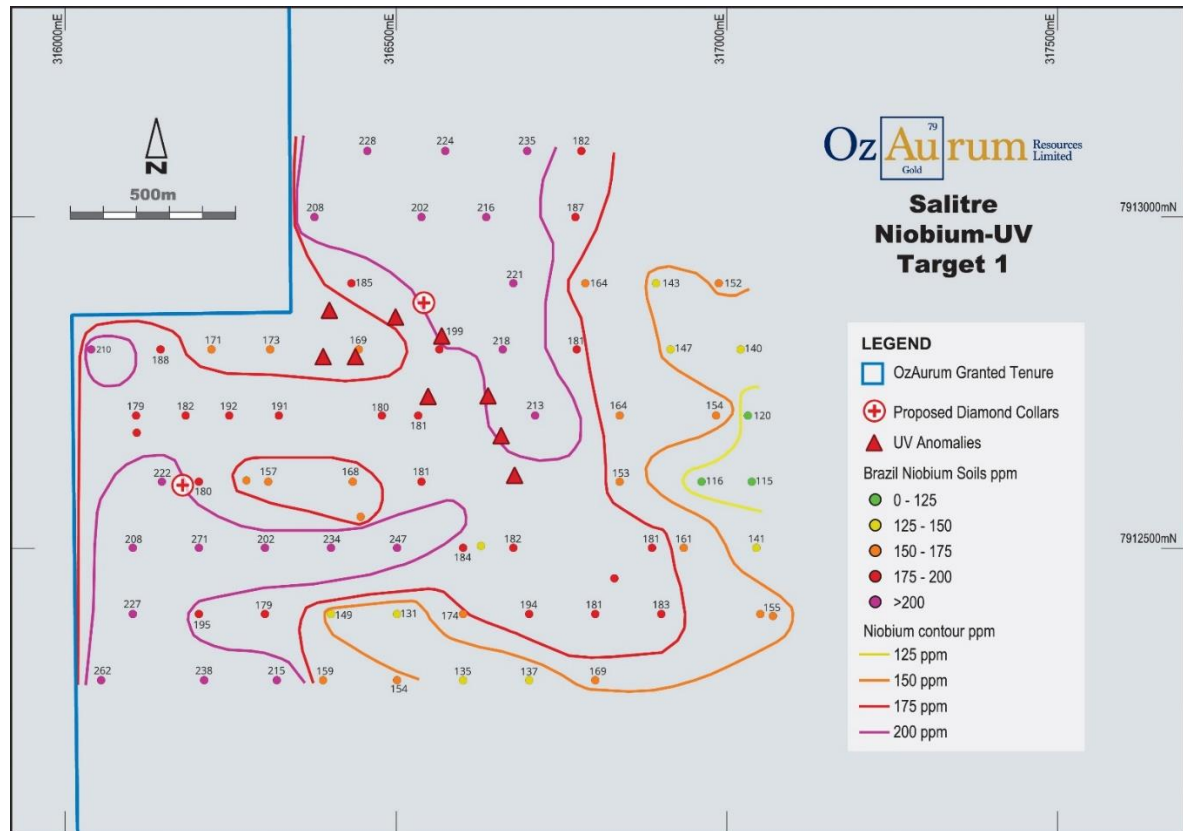 316000mE
316500mE
317000mE
317500mE
7913000mN
7912500mN
N
500m
Oz
79
Au
Gold
rum
Resources
Limited
Salitre
Niobium-UV
Target 1
LEGEND
OzAurum Granted Tenure
Proposed Diamond Collars
UV Anomalies
Brazil Niobium Soils ppm
0 - 125
125 - 150
150 - 175
175 - 200
>200
Niobium contour ppm
125 ppm
150 ppm
175 ppm
200 ppm
228 224 235 182
208 202 216 187
185 221 164 143 152
199
210 188 171 173 169 218 181 147 140
179 182 192 191 180 181 213 164 154 120
222 180 157 168 181 153 116 115
208 271 202 234 247 184 182 181 161 141
227 195 179 149 131 174 194 181 183 155
262 238 215 159 154 135 137 169